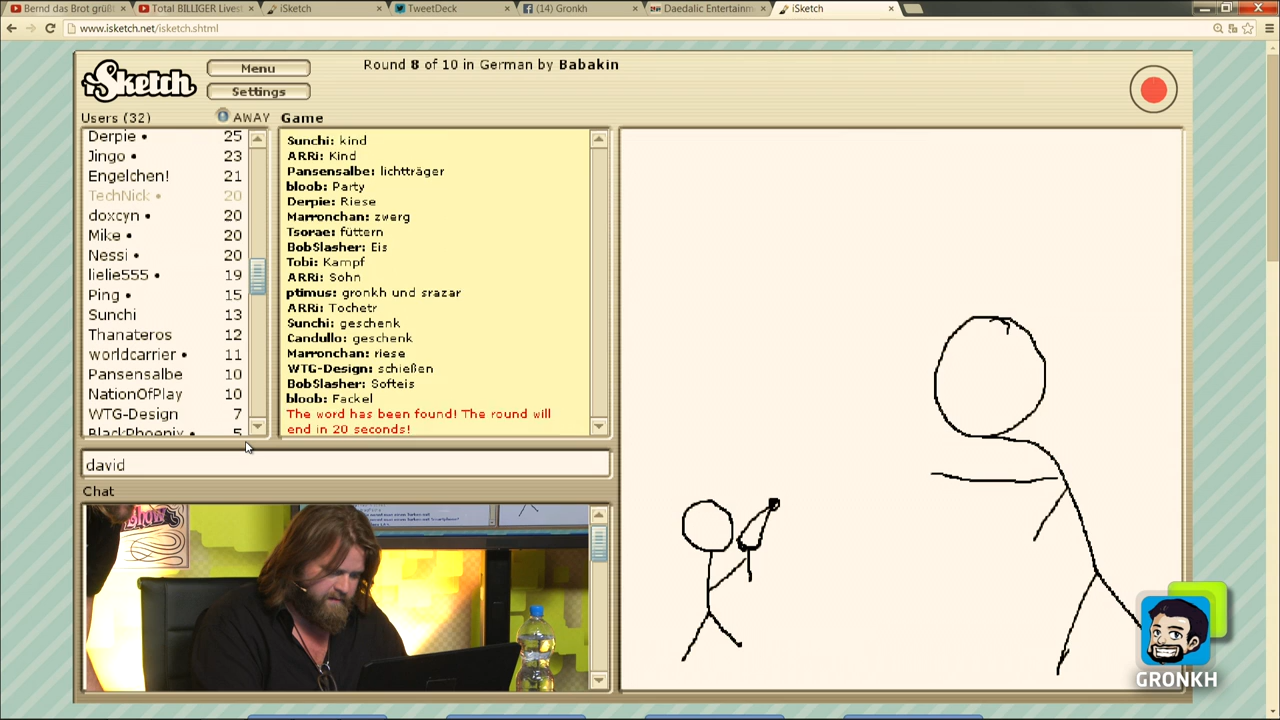 Bernd das Brot grüß
Total BILLIGER Livest
iSketch
TweetDeck
(14) Gronkh
Daedalic Entertainm
iSketch
www.isketch.net/isketch.shtml
iSketch
Menu
Settings
Round 8 of 10 in German by Babakin
Users (32)
AWAY
Game
Derpie • 25
Jingo • 23
Engelchen! 21
TechNick • 20
doxcyn • 20
Mike • 20
Nessi • 20
lielie555 • 19
Ping • 15
Sunchi 13
Thanateros 12
worldcarrier • 11
Pansensalbe 10
NationOfPlay 10
WTG-Design 7
BlackPhoenix • 5
Sunchi: kind
ARRi: Kind
Pansensalbe: lichtträger
bloob: Party
Derpie: Riese
Marronchan: zwerg
Tsorae: füttern
BobSlasher: Eis
Tobi: Kampf
ARRi: Sohn
ptimus: gronkh und srazar
ARRi: Tochetr
Sunchi: geschenk
Candullo: geschenk
Marronchan: riese
WTG-Design: schießen
BobSlasher: Softeis
bloob: Fackel
The word has been found! The round will
end in 20 seconds!
david
Chat
GRONKH